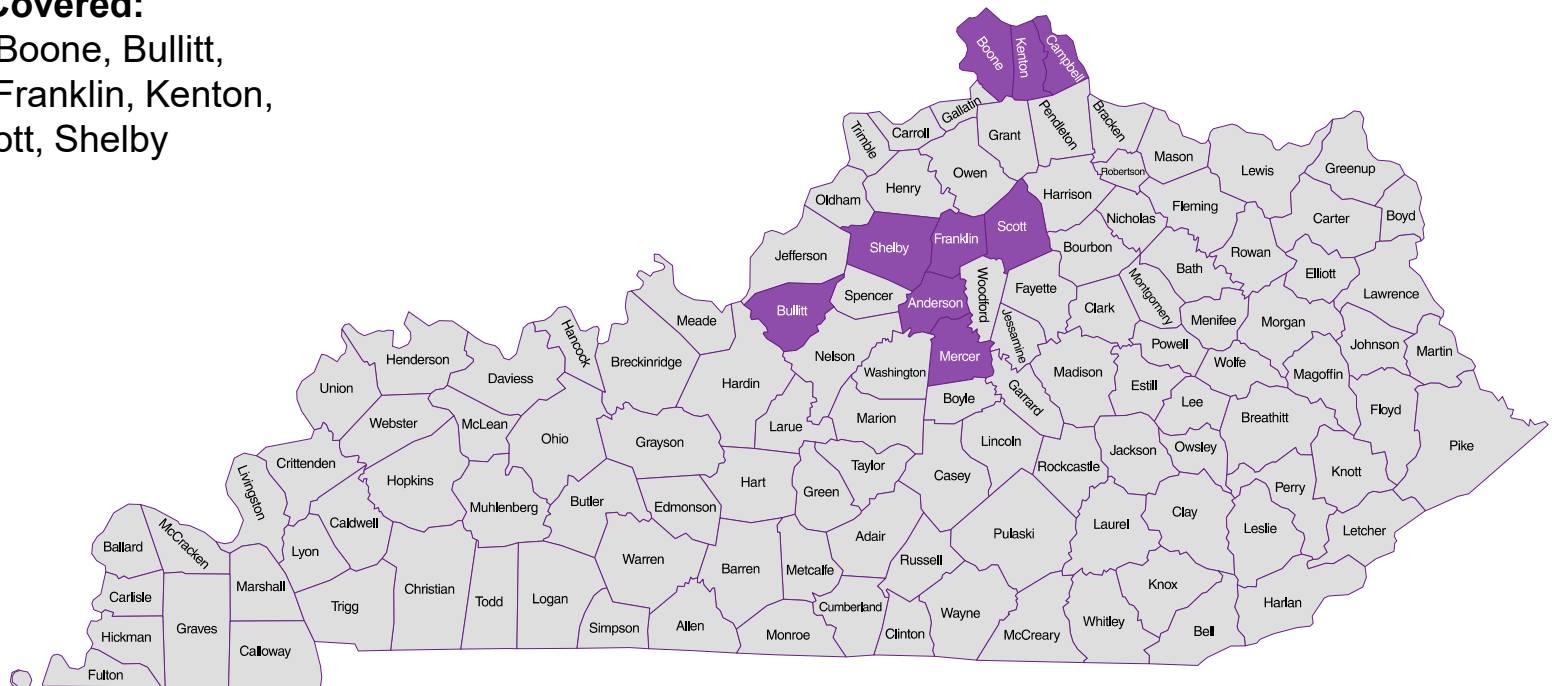 Covered:
Boone, Bullitt,
Franklin, Kenton,
ott, Shelby
Boone
Kenton
Campbell
Gallatin
Trimble
Carroll
Grant
Pendleton
Bracken
Mason
Lewis
Greenup
Robertson
Owen
Henry
Oldham
Harrison
Nicholas
Fleming
Carter
Boyd
Shelby
Franklin
Scott
Jefferson
Bourbon
Rowan
Bath
Elliott
Lawrence
Spencer
Anderson
Woodford
Fayette
Montgomery
Clark
Bullitt
Meade
Menifee
Morgan
Hancock
Jessamine
Powell
Johnson
Martin
Henderson
Breckinridge
Nelson
Mercer
Washington
Madison
Wolfe
Magoffin
Union
Daviess
Hardin
Estill
Boyle
Garrard
Lee
Floyd
Webster
McLean
Larue
Marion
Breathitt
Ohio
Grayson
Lincoln
Jackson
Owsley
Pike
Crittenden
Taylor
Rockcastle
Knott
Livingston
Hopkins
Hart
Green
Casey
Perry
Muhlenberg
Butler
Edmonson
Clay
Caldwell
Laurel
Leslie
Letcher
Ballard
McCracken
Lyon
Adair
Pulaski
Warren
Russell
Barren
Metcalfe
Marshall
Christian
Knox
Carlisle
Trigg
Todd
Logan
Cumberland
Wayne
Harlan
Graves
Simpson
Allen
Monroe
Clinton
McCreary
Whitley
Bell
Hickman
Calloway
Fulton